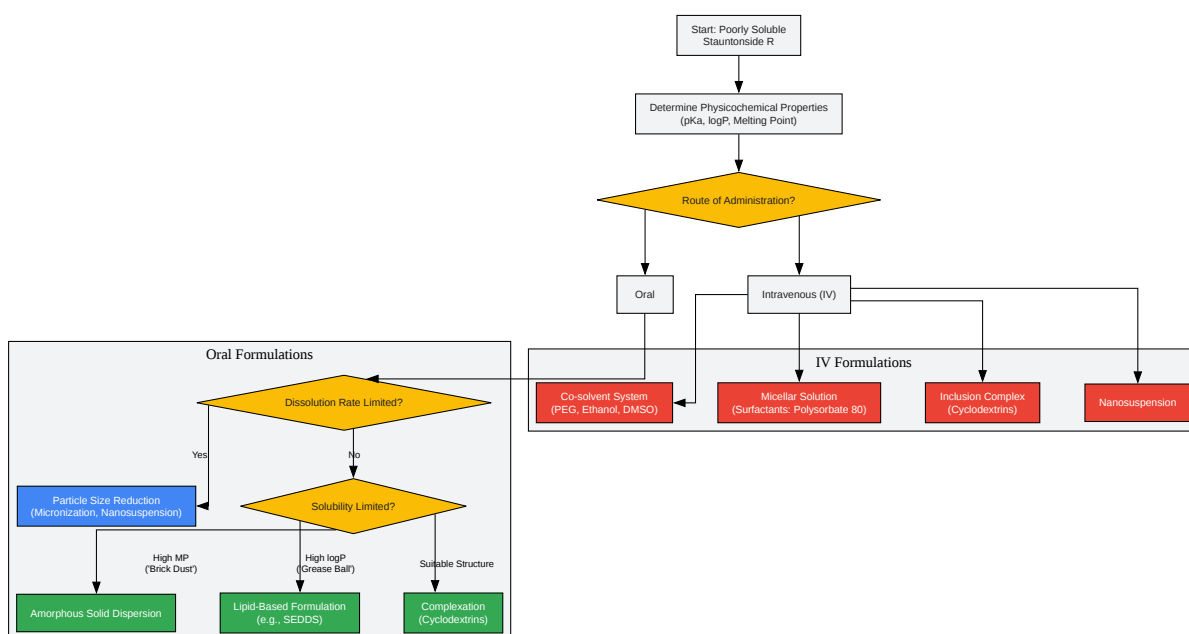 Start: Poorly Soluble
Stauntonside R
Determine Physicochemical Properties
(pKa, logP, Melting Point)
Route of Administration?
Oral
Intravenous (IV)
Oral Formulations
IV Formulations
Dissolution Rate Limited?
Co-solvent System
(PEG, Ethanol, DMSO)
Micellar Solution
(Surfactants: Polysorbate 80)
Inclusion Complex
(Cyclodextrins)
Nanosuspension
Yes
No
Particle Size Reduction
(Micronization, Nanosuspension)
Solubility Limited?
High MP
('Brick Dust')
High logP
('Grease Ball')
Suitable Structure
Amorphous Solid Dispersion
Lipid-Based Formulation
(e.g., SEDDS)
Complexation
(Cyclodextrins)